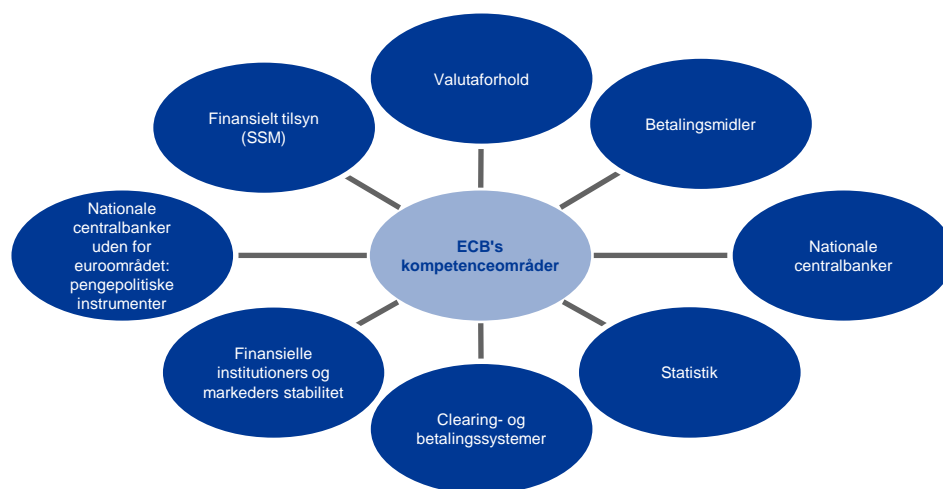 Valutaforhold
Finansielt tilsyn
(SSM)
Betalingsmidler
Nationale
centralbanker
uden for
euroområdet:
pengepolitiske
instrumenter
ECB's
kompetenceområder
Nationale
centralbanker
Finansielle
institutioners og
markeders stabilitet
Statistik
Clearing- og
betalingssystemer